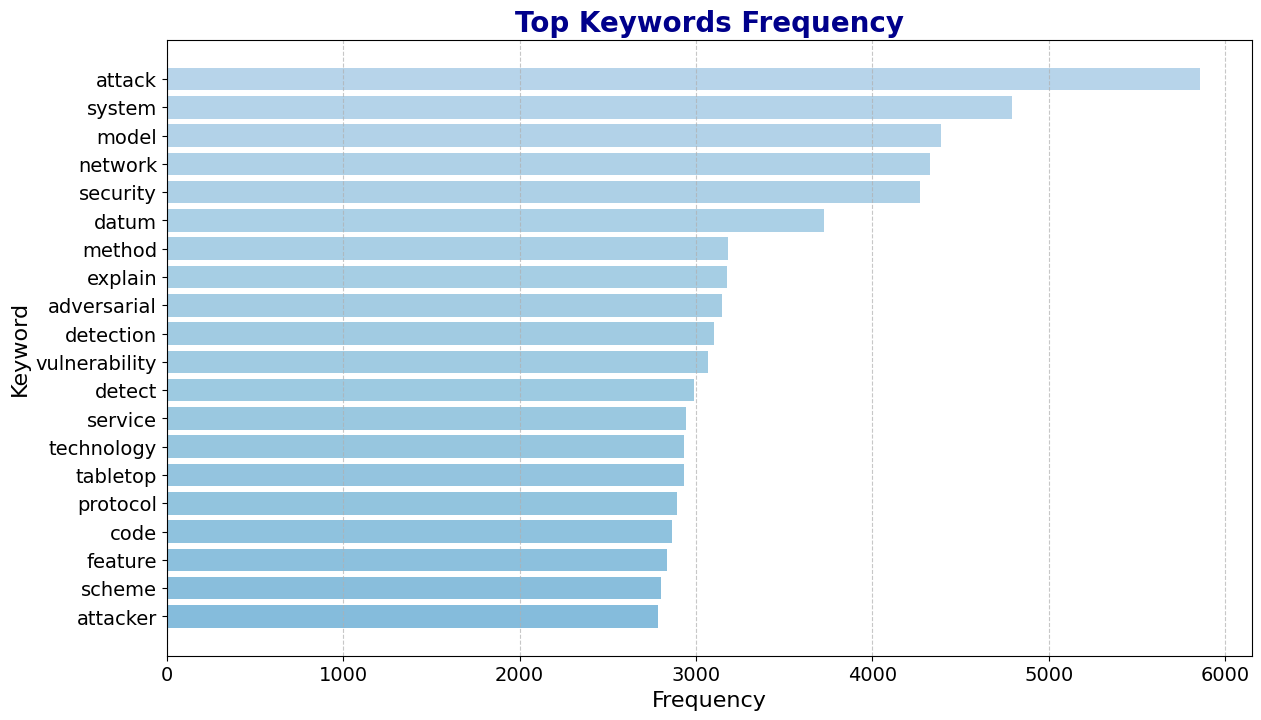 Top Keywords Frequency
Keyword
attack
system
model
network
security
datum
method
explain
adversarial
detection
vulnerability
detect
service
technology
tabletop
protocol
code
feature
scheme
attacker
0 1000 2000 3000 4000 5000 6000
Frequency